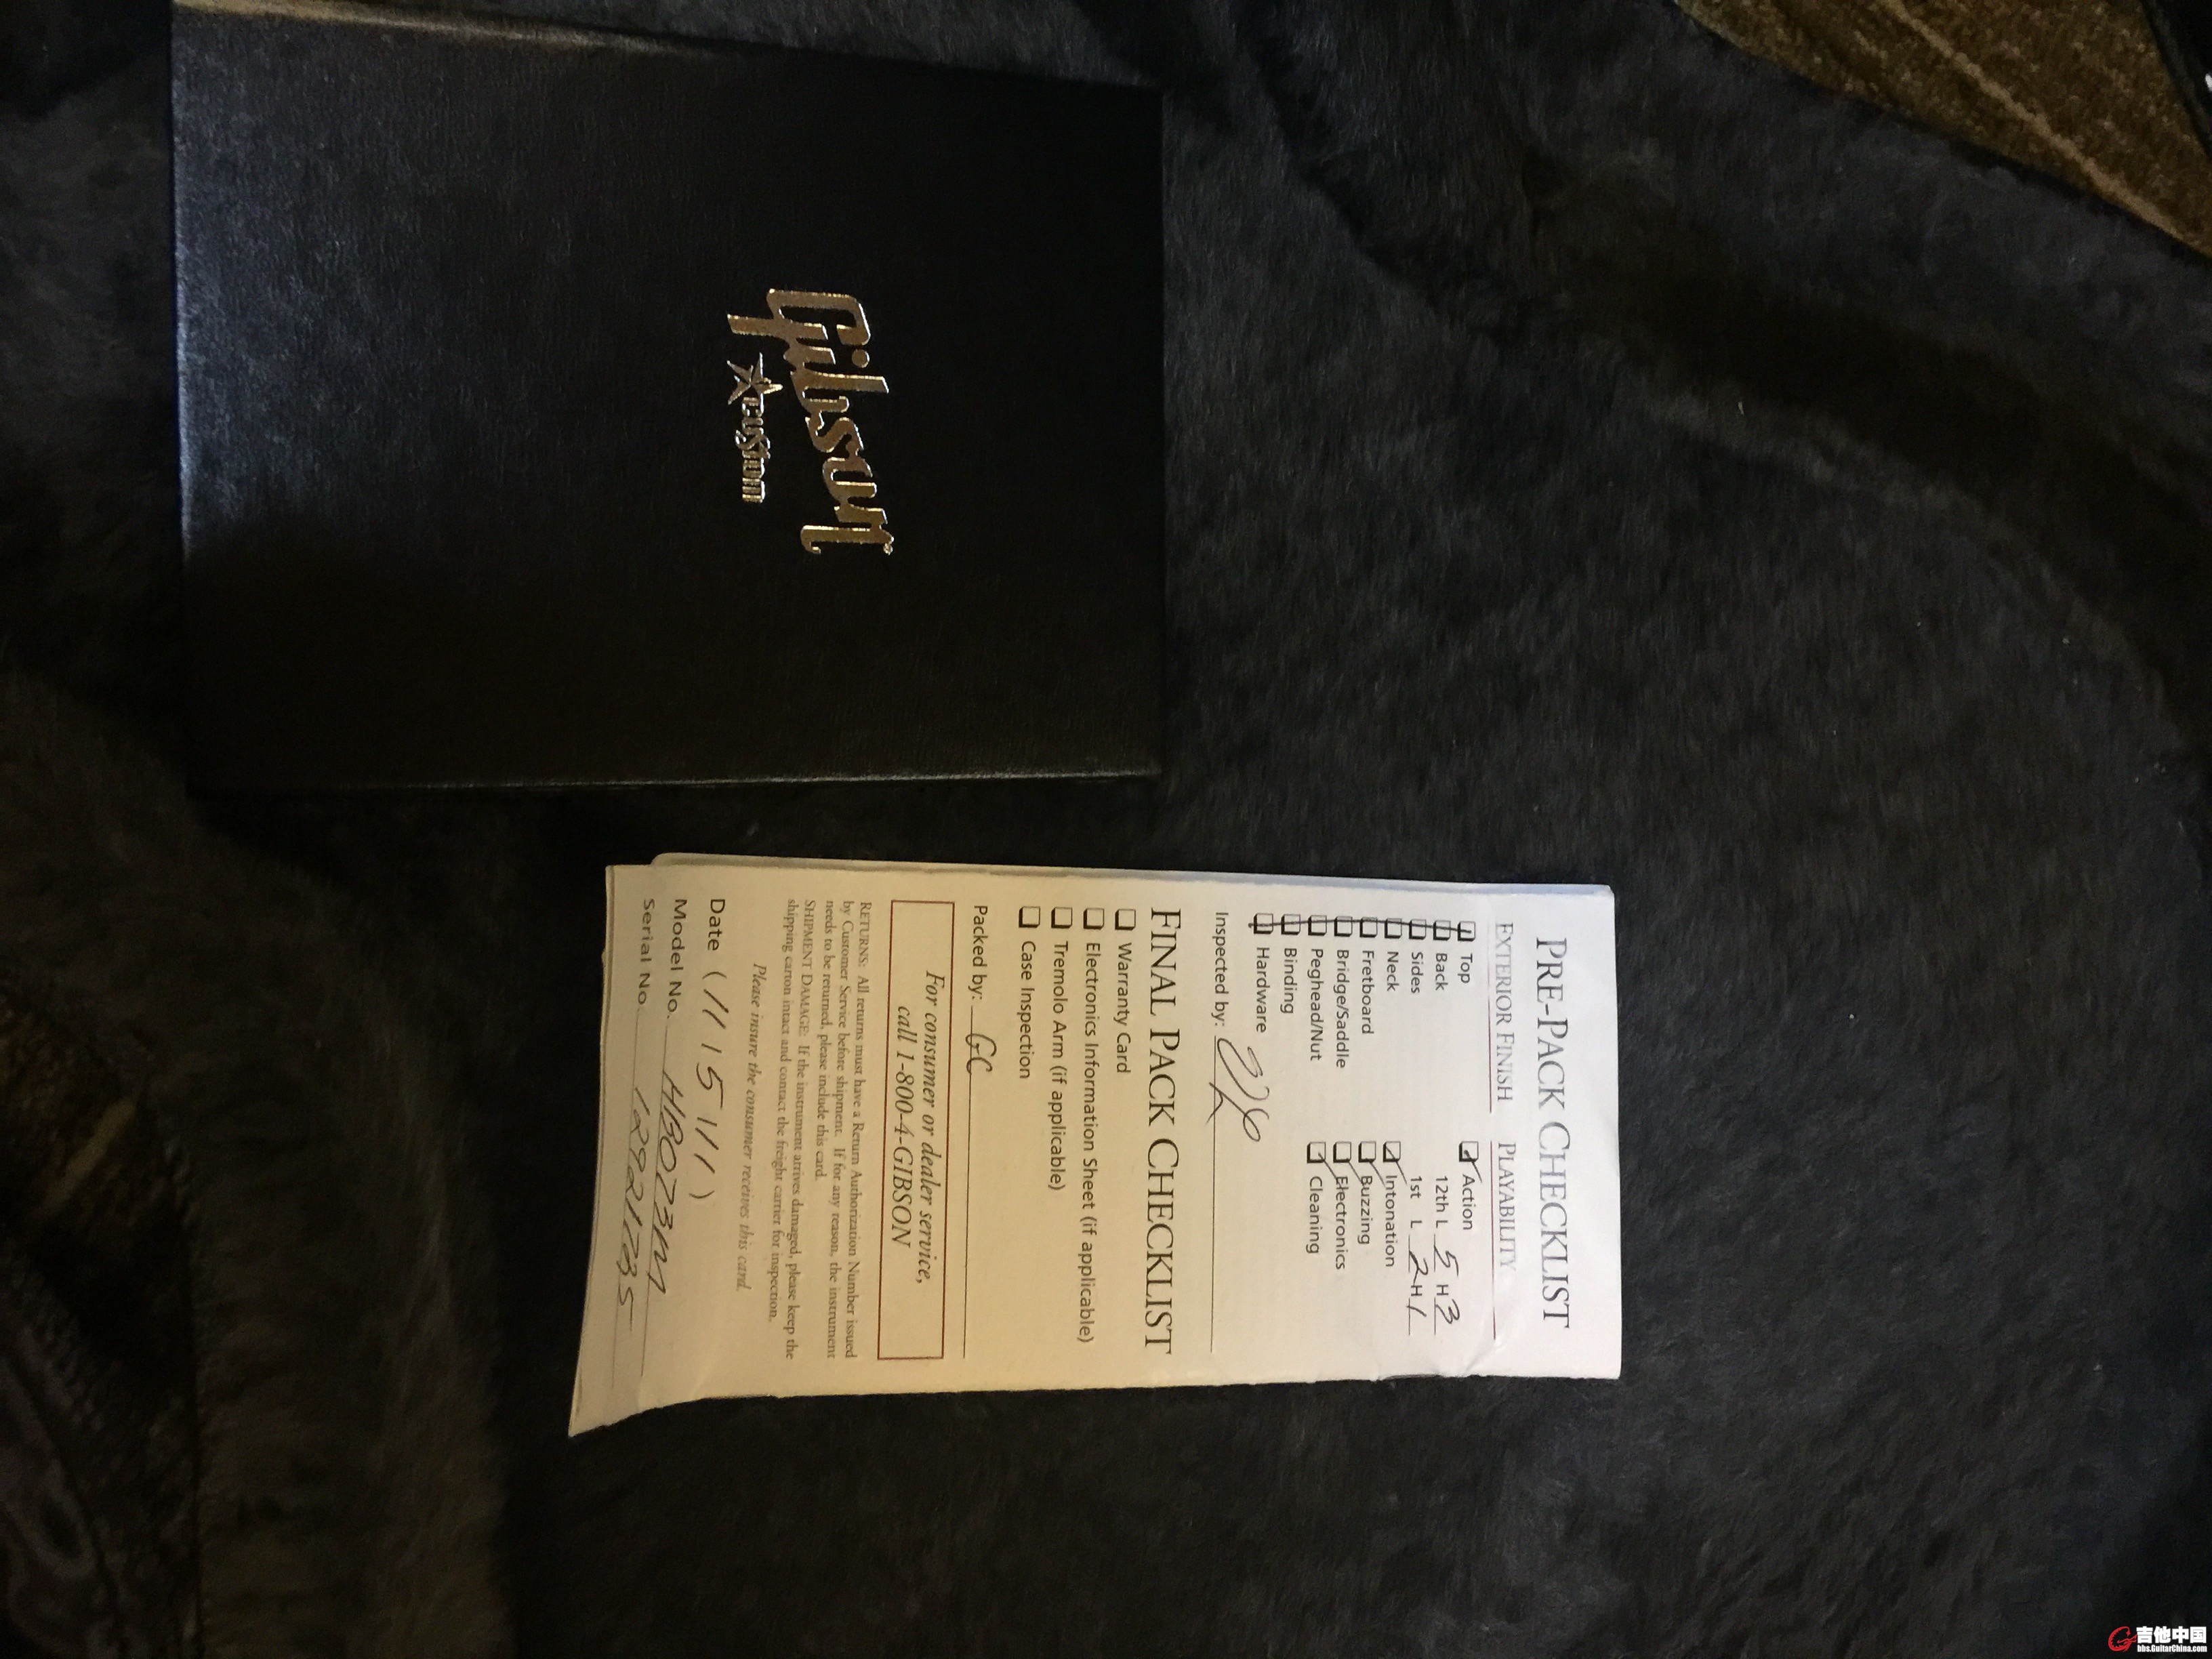 Gibson
custom
PRE-PACK CHECKLIST
EXTERIOR FINISH
Top
Back
Sides
Neck
Fretboard
Bridge/Saddle
Peghead/Nut
Binding
Hardware
PLAYABILITY
Action
12th L 5 H 3
1st L 2 H 1
Intonation
Buzzing
Electronics
Cleaning
Inspected by:
FINAL PACK CHECKLIST
Warranty Card
Electronics Information Sheet (if applicable)
Tremolo Arm (if applicable)
Case Inspection
Packed by: GC
For consumer or dealer service,
call 1-800-4-GIBSON
RETURNS: All returns must have a Return Authorization Number issued
by Customer Service before shipment. If for any reason, the instrument
needs to be returned, please include this card.
SHIPMENT DAMAGE: If the instrument arrives damaged, please keep the
shipping carton intact and contact the freight carrier for inspection.
Please insure the consumer receives this card.
Date (
Model No.
Serial No.
吉他中国
bbs.GuitarChina.com